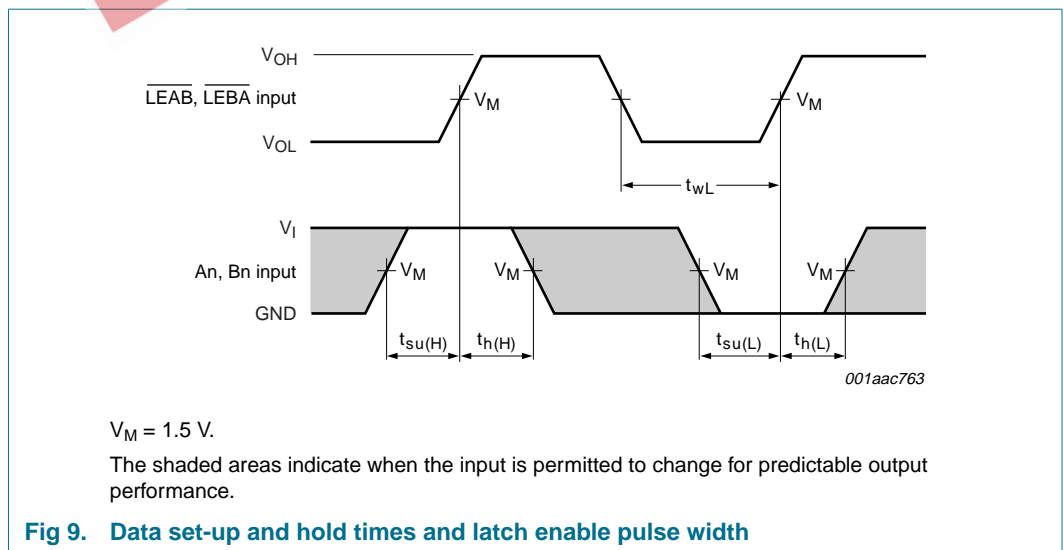 VOH
LEAB, LEBA input
VM
VM
VOL
twL
VI
An, Bn input
VM
VM
VM
VM
GND
tsu(H)
th(H)
tsu(L)
th(L)
001aac763
VM = 1.5 V.
The shaded areas indicate when the input is permitted to change for predictable output
performance.
Fig 9. Data set-up and hold times and latch enable pulse width